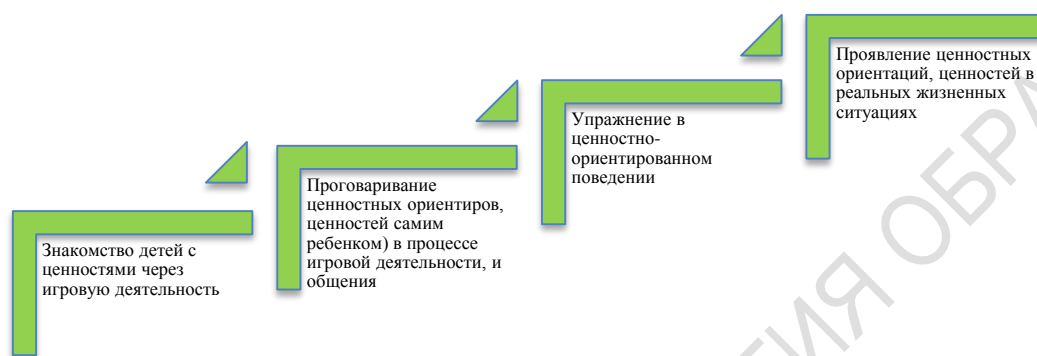 Знакомство детей с
ценностями через
игровую деятельность
Проговаривание
ценностных ориентиров,
ценностей самим
ребенком) в процессе
игровой деятельности, и
общения
Упражнение в
ценностно-
ориентированном
поведении
Проявление ценностных
ориентаций, ценностей в
реальных жизненных
ситуациях